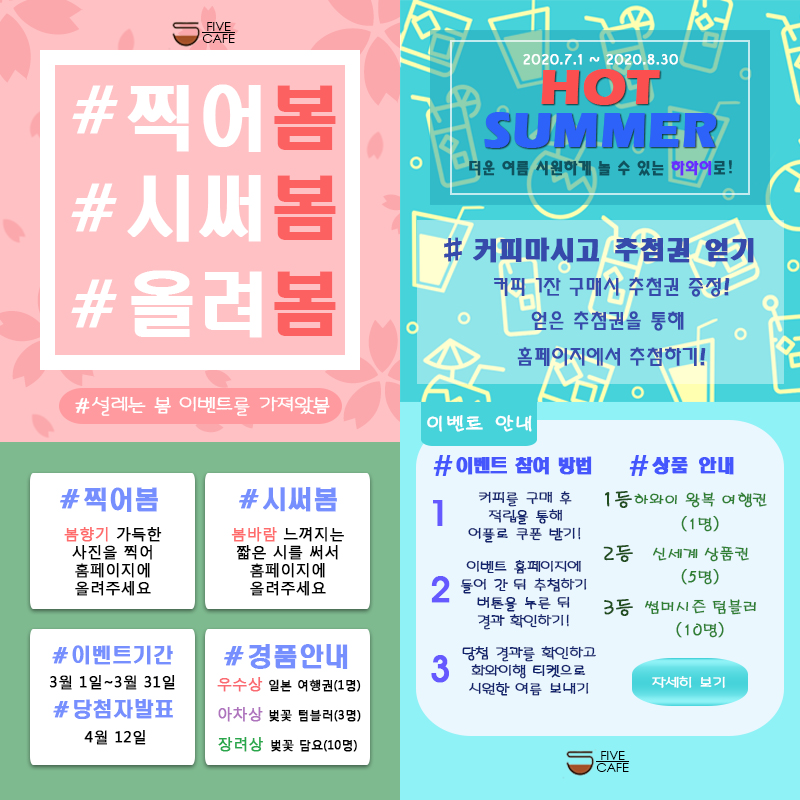 FIVE
CAFE
#찍어봄
#시써봄
#올려봄
#설레는 봄 이벤트를 가져왔봄
#찍어봄
봄향기 가득한
사진을 찍어
홈페이지에
올려주세요
#시써봄
봄바람 느껴지는
짧은 시를 써서
홈페이지에
올려주세요
#이벤트기간
3월 1일~3월 31일
#당첨자발표
4월 12일
#경품안내
우수상 일본 여행권(1명)
아차상 벚꽃 텀블러(3명)
장려상 벚꽃 담요(10명)
2020.7.1 ~ 2020.8.30
HOT
SUMMER
더운 여름 시원하게 놀 수 있는 하와이로!
# 커피마시고 추첨권 얻기
커피 1잔 구매시 추첨권 증정!
얻은 추첨권을 통해
홈페이지에서 추첨하기!
이벤트 안내
#이벤트 참여 방법
1 커피를 구매 후
적립을 통해
어플로 쿠폰 받기!
2 이벤트 홈페이지에
들어 간 뒤 추첨하기
버튼을 누른 뒤
결과 확인하기!
3 당첨 결과를 확인하고
화와이행 티켓으로
시원한 여름 보내기
#상품 안내
1등 하와이 왕복 여행권
(1명)
2등 신세계 상품권
(5명)
3등 썸머시즌 텀블러
(10명)
자세히 보기
FIVE
CAFE